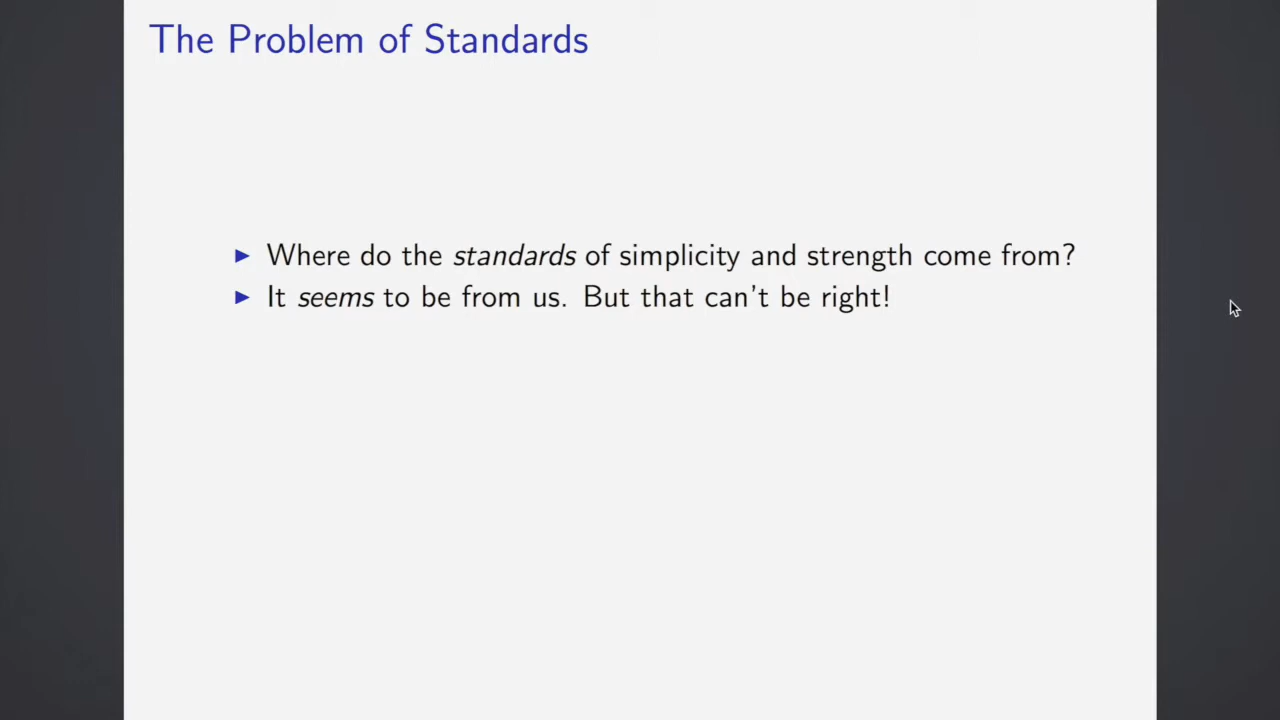 The Problem of Standards
▶ Where do the standards of simplicity and strength come from?
▶ It seems to be from us. But that can't be right!